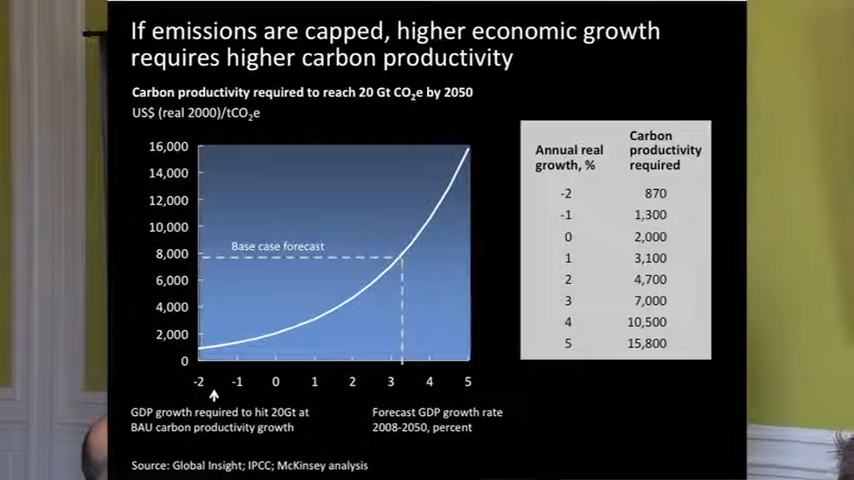 If emissions are capped, higher economic growth
requires higher carbon productivity
Carbon productivity required to reach 20 Gt CO₂e by 2050
US$ (real 2000)/tCO₂e
16,000
14,000
12,000
10,000
8,000
6,000
4,000
2,000
0
Base case forecast
-2 -1 0 1 2 3 4 5
GDP growth required to hit 20Gt at
BAU carbon productivity growth
Forecast GDP growth rate
2008-2050, percent
Annual real
growth, %
Carbon
productivity
required
-2 870
-1 1,300
0 2,000
1 3,100
2 4,700
3 7,000
4 10,500
5 15,800
Source: Global Insight; IPCC; McKinsey analysis